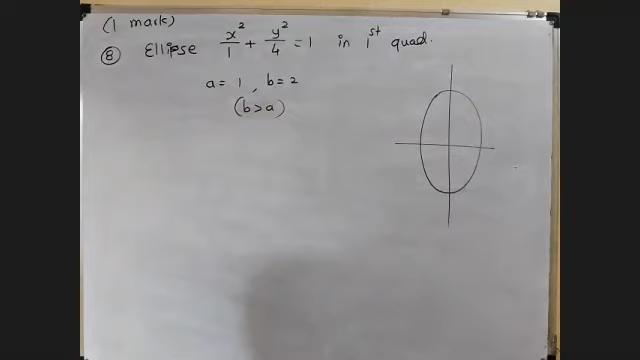 (1 mark)
⑧ Ellipse x²/1 + y²/4 = 1 in 1st quad.
a = 1 , b = 2
(b > a)